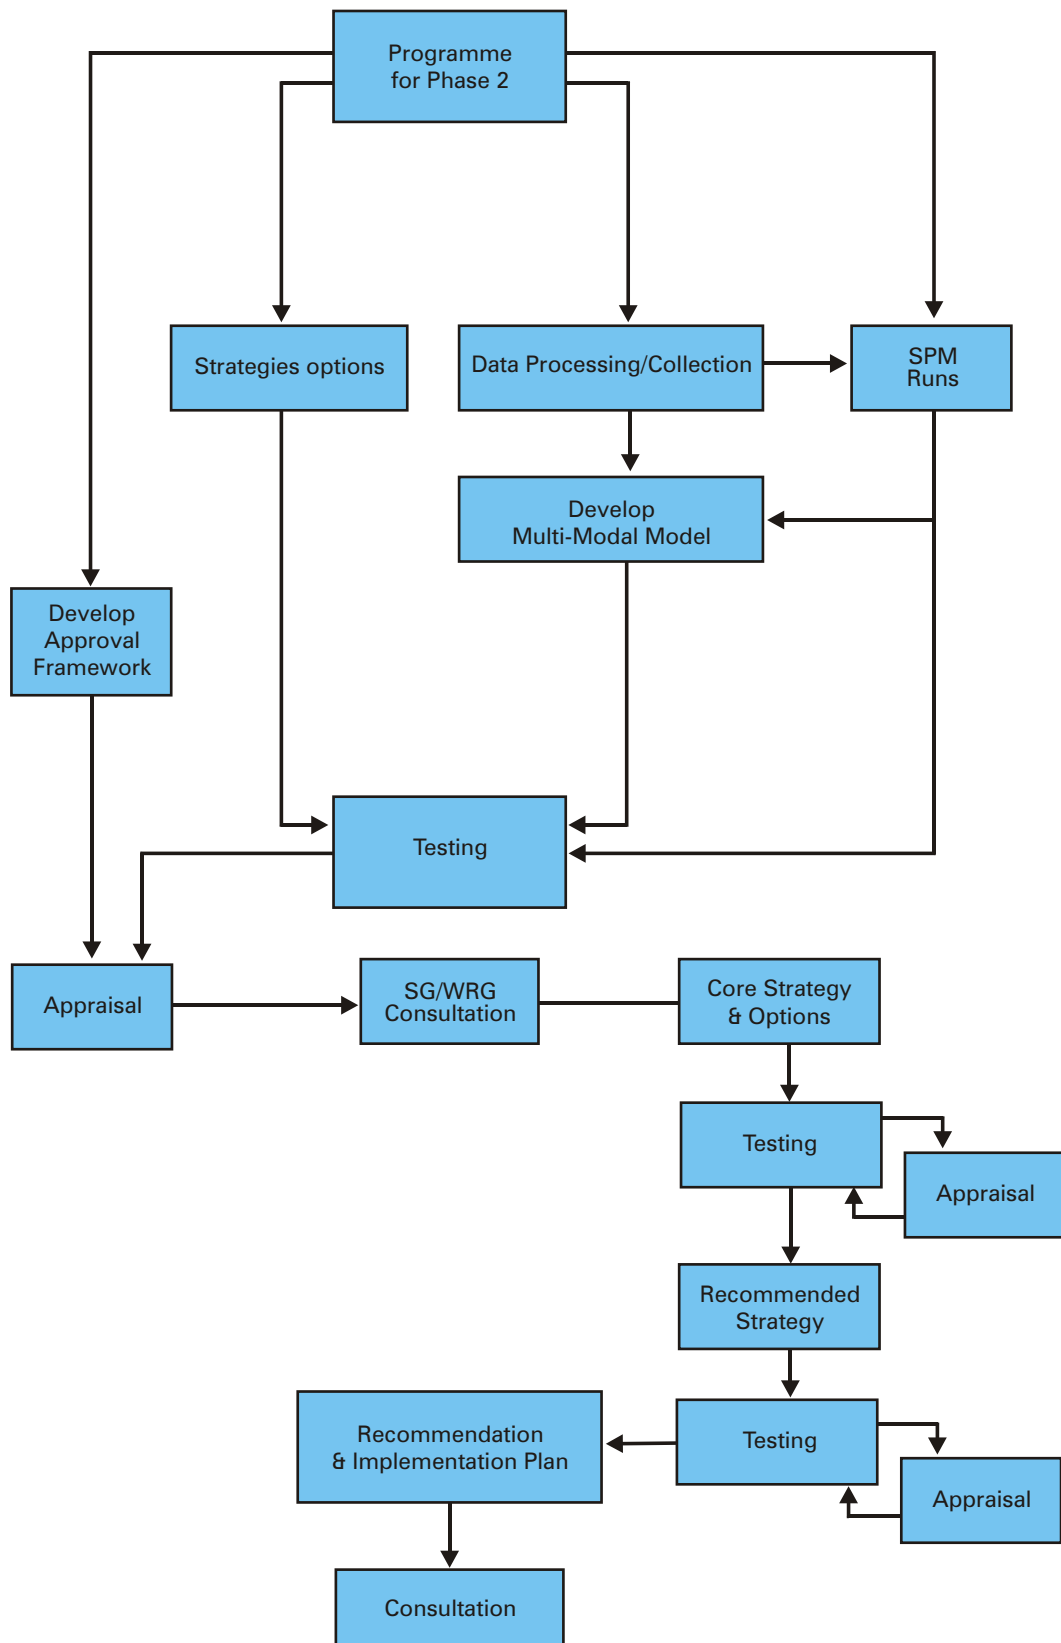 Programme
for Phase 2
Strategies options
Data Processing/Collection
SPM
Runs
Develop
Multi-Modal Model
Develop
Approval
Framework
Testing
Appraisal
SG/WRG
Consultation
Core Strategy
& Options
Testing
Appraisal
Recommended
Strategy
Recommendation
& Implementation Plan
Testing
Appraisal
Consultation